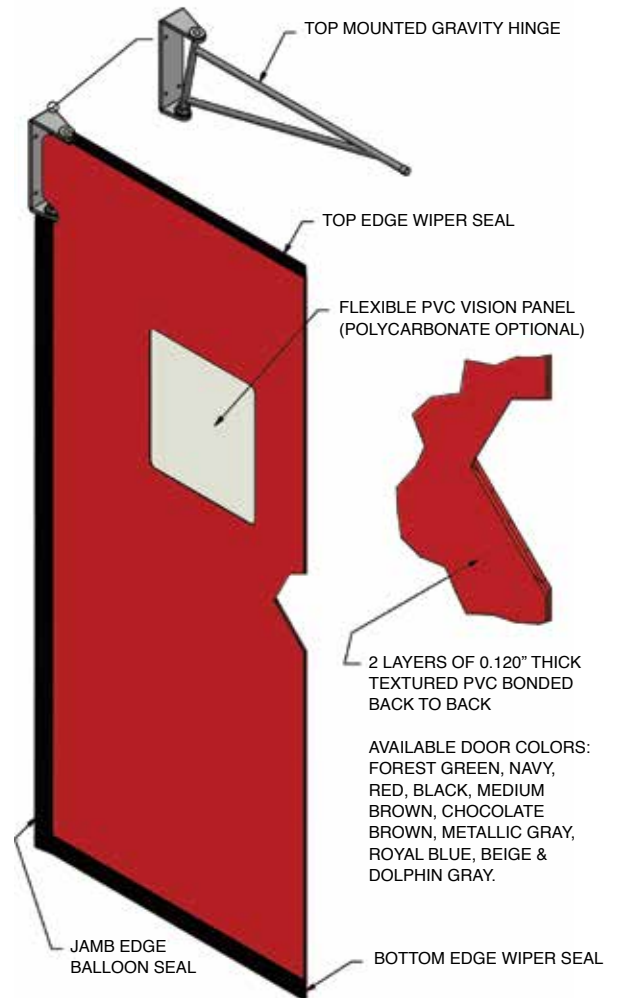 TOP MOUNTED GRAVITY HINGE
TOP EDGE WIPER SEAL
FLEXIBLE PVC VISION PANEL
(POLYCARBONATE OPTIONAL)
2 LAYERS OF 0.120” THICK
TEXTURED PVC BONDED
BACK TO BACK
AVAILABLE DOOR COLORS:
FOREST GREEN, NAVY,
RED, BLACK, MEDIUM
BROWN, CHOCOLATE
BROWN, METALLIC GRAY,
ROYAL BLUE, BEIGE &
DOLPHIN GRAY.
JAMB EDGE
BALLOON SEAL
BOTTOM EDGE WIPER SEAL